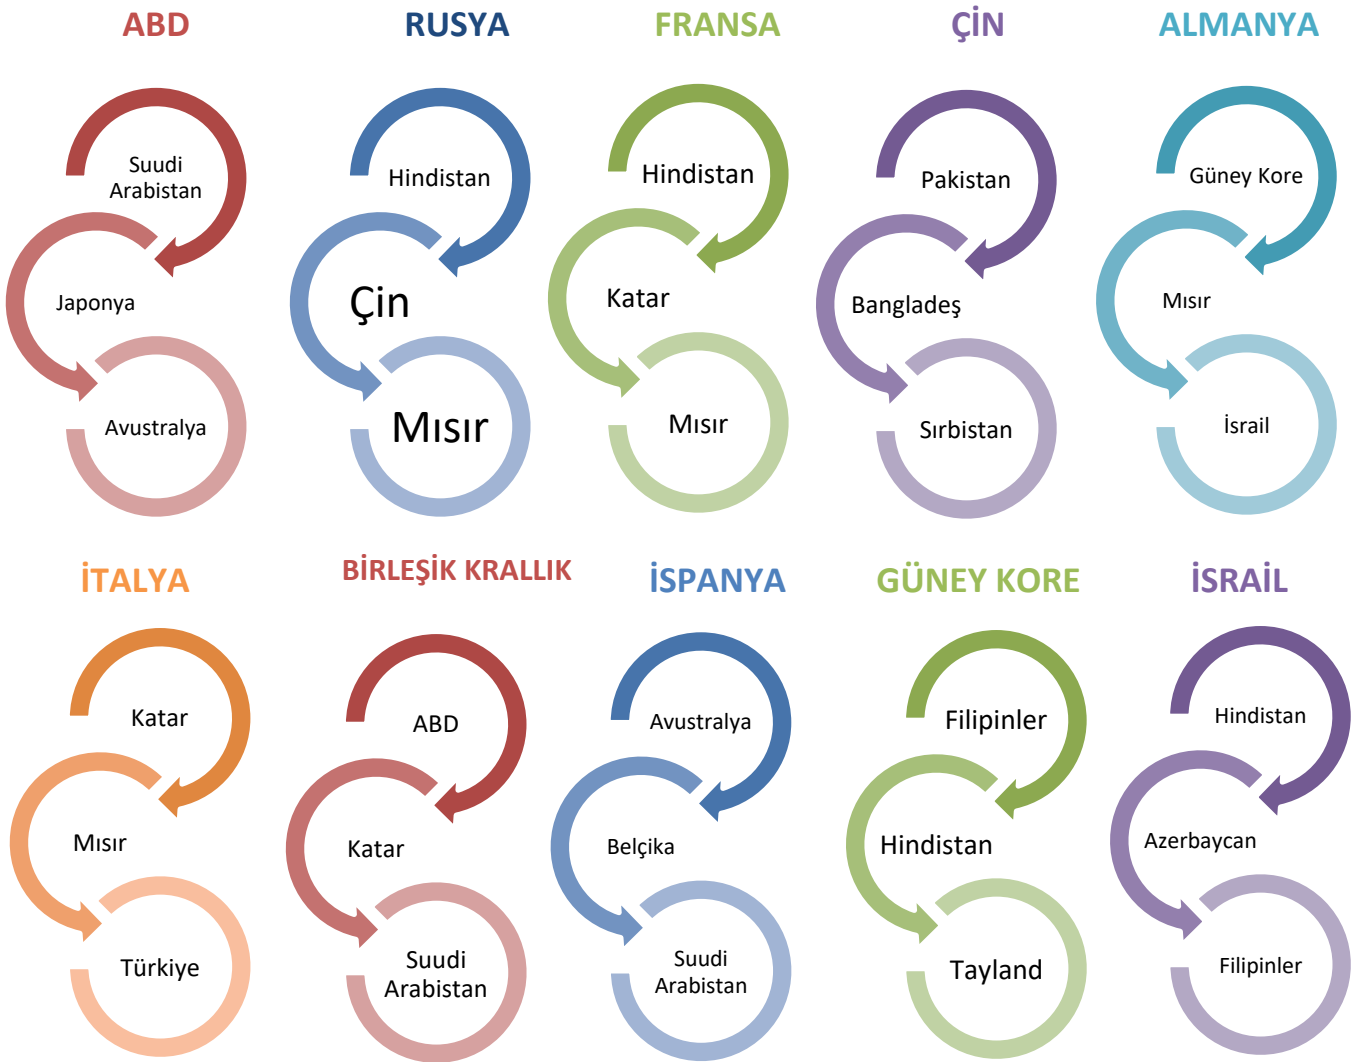 ABD
Suudi
Arabistan
Japonya
Avustralya
RUSYA
Hindistan
Çin
Mısır
FRANSA
Hindistan
Katar
Mısır
ÇİN
Pakistan
Bangladeş
Sırbistan
ALMANYA
Güney Kore
Mısır
İsrail
İTALYA
Katar
Mısır
Türkiye
BİRLEŞİK KRALLIK
ABD
Katar
Suudi
Arabistan
İSPANYA
Avustralya
Belçika
Suudi
Arabistan
GÜNEY KORE
Filipinler
Hindistan
Tayland
İSRAİL
Hindistan
Azerbaycan
Filipinler